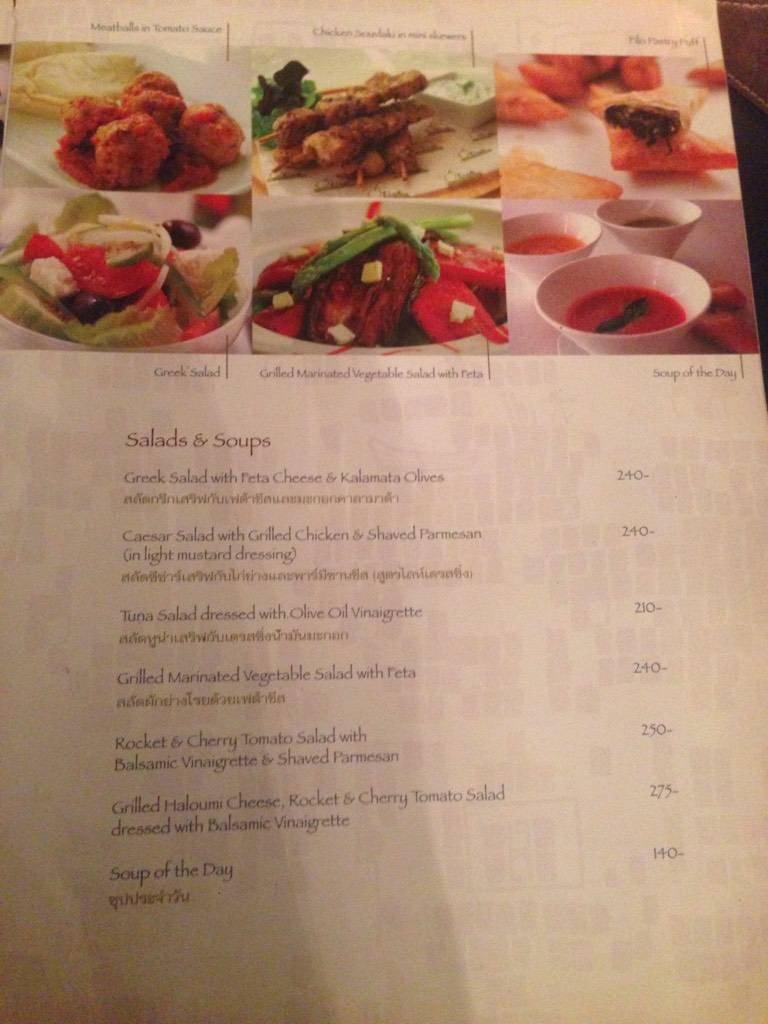 Meatballs in Tomato Sauce
Chicken Souvlaki in mini skewers
Filo Pastry Puff
Greek Salad
Grilled Marinated Vegetable Salad with Feta
Soup of the Day
Salads & Soups
Greek Salad with Feta Cheese & Kalamata Olives 240-
สลัดกรีกเสริฟกับเฟต้าชีสและมะกอกคาลามาต้า
Caesar Salad with Grilled Chicken & Shaved Parmesan 240-
(in light mustard dressing)
สลัดซีซ่าร์เสริฟกับไก่ย่างและพาร์มีซานชีส (สูตรไลท์เดรสซิ่ง)
Tuna Salad dressed with Olive Oil Vinaigrette 210-
สลัดทูน่าเสริฟกับเดรสซิ่งน้ำมันมะกอก
Grilled Marinated Vegetable Salad with Feta 240-
สลัดผักย่างโรยด้วยเฟต้าชีส
Rocket & Cherry Tomato Salad with 250-
Balsamic Vinaigrette & Shaved Parmesan
Grilled Haloumi Cheese, Rocket & Cherry Tomato Salad 275-
dressed with Balsamic Vinaigrette
Soup of the Day 140-
ซุปประจำวัน